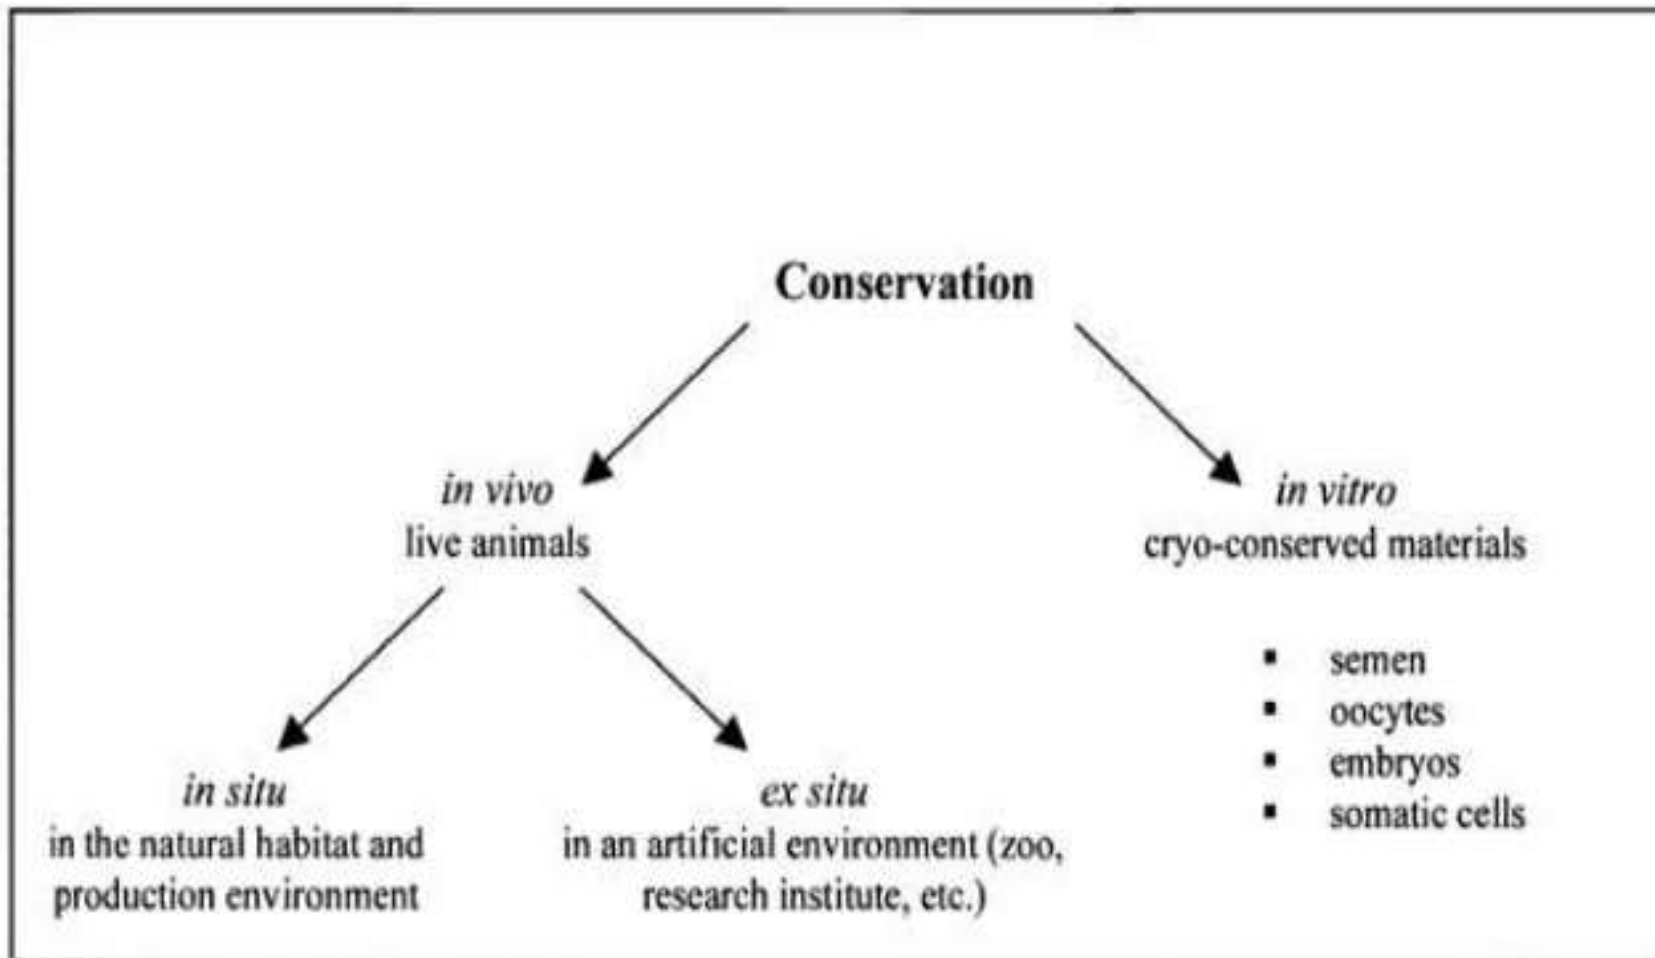 Conservation
in vivo
live animals
in vitro
cryo-conserved materials
▪ semen
▪ oocytes
▪ embryos
▪ somatic cells
in situ
in the natural habitat and
production environment
ex situ
in an artificial environment (zoo,
research institute, etc.)